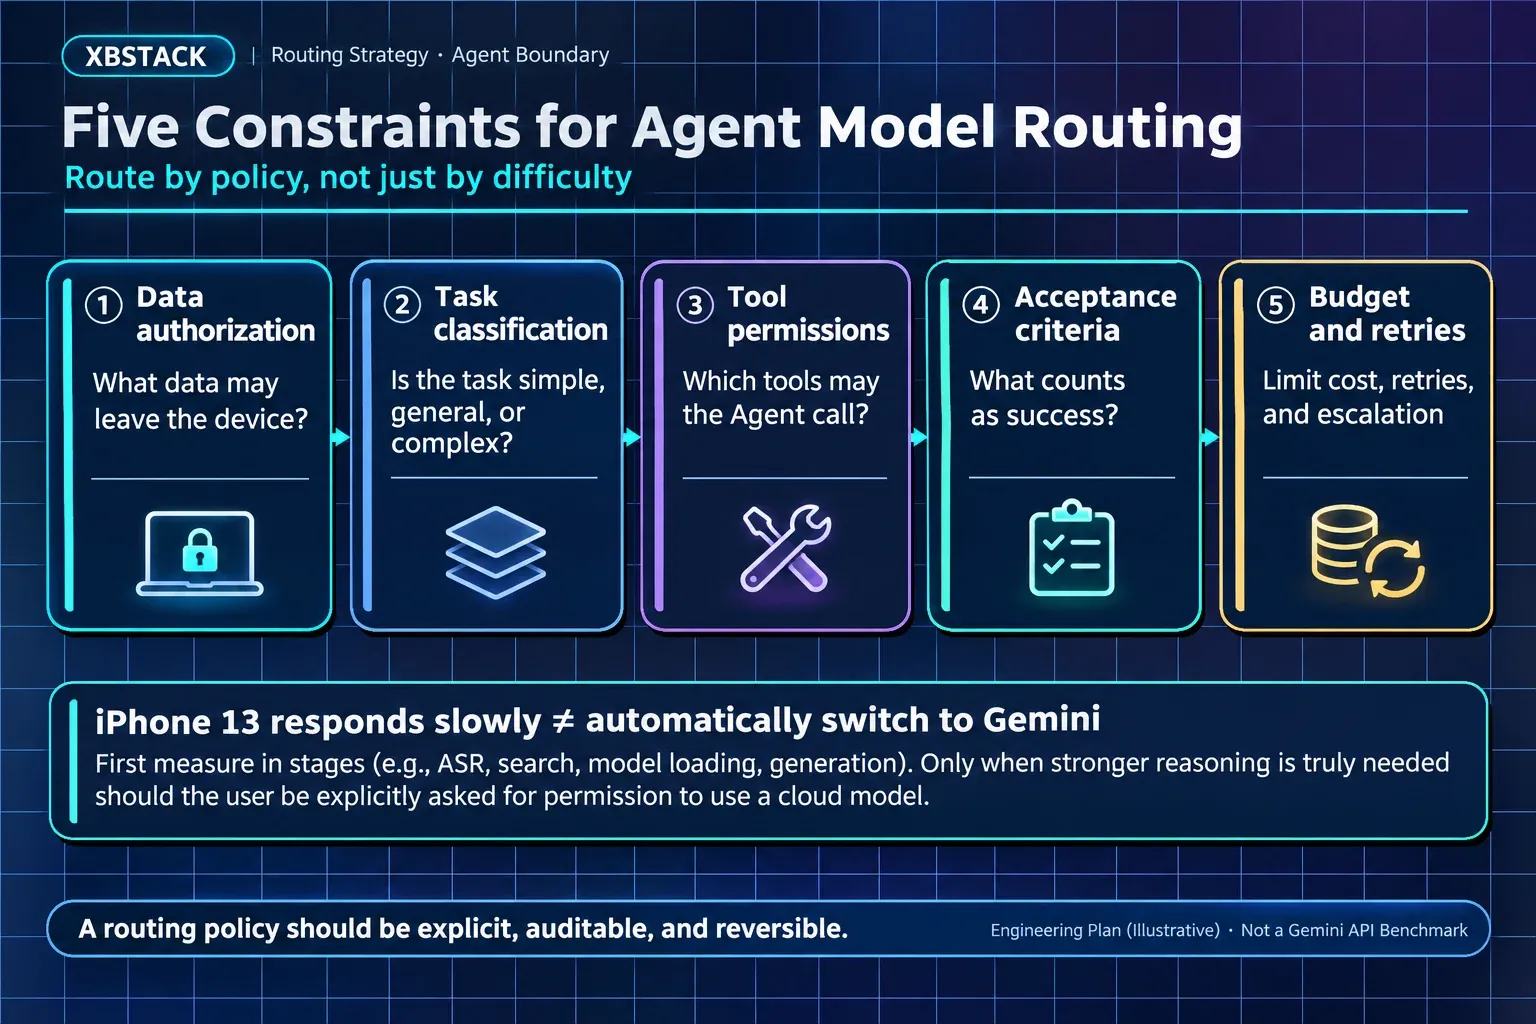 XBSTACK | Routing Strategy · Agent Boundary
Five Constraints for Agent Model Routing
Route by policy, not just by difficulty
1 Data
authorization
What data may
leave the device?
2 Task
classification
Is the task simple,
general, or
complex?
3 Tool
permissions
Which tools may
the Agent call?
4 Acceptance
criteria
What counts
as success?
5 Budget
and retries
Limit cost, retries,
and escalation
iPhone 13 responds slowly ≠ automatically switch to Gemini
First measure in stages (e.g., ASR, search, model loading, generation). Only when stronger reasoning is truly needed
should the user be explicitly asked for permission to use a cloud model.
A routing policy should be explicit, auditable, and reversible.
Engineering Plan (Illustrative) · Not a Gemini API Benchmark